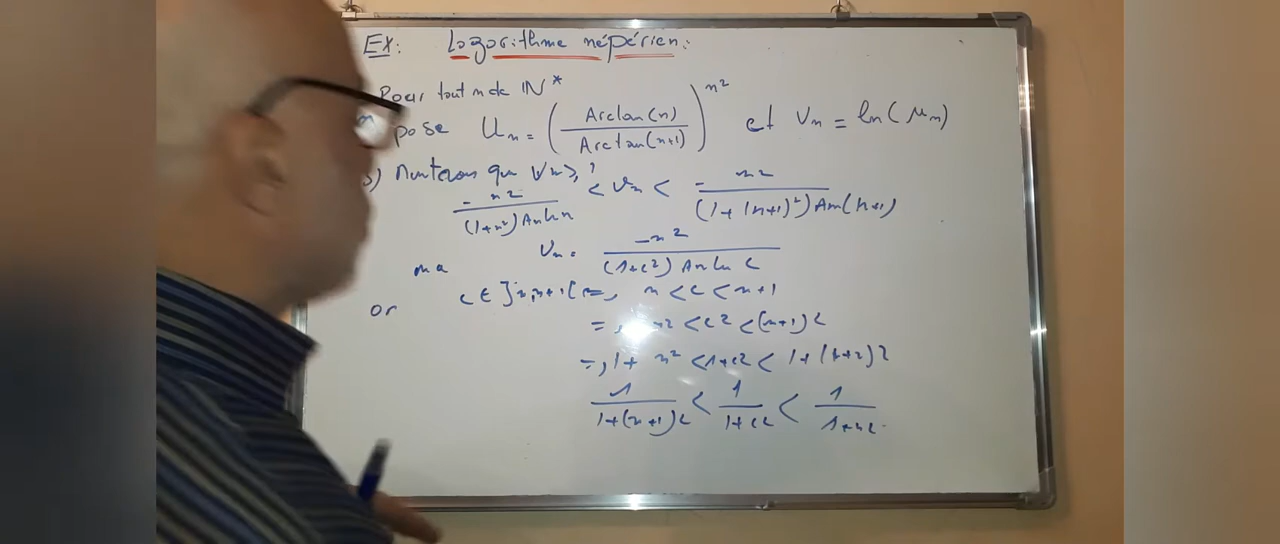 Ex: Logarithme népérien:
Pour tout n de IN*
pose Un = (Arctan(n) / Arctan(n+1))^n² et Vn = ln(Un)
3) Montrons que ∀n≥1
-n² / (1+n²)Arctan n < Vn < -n² / (1+(n+1)²)Arctan(n+1)
Vn = -n² / (1+c²) Arctan c
or c ∈ ]n,n+1[ => n < c < n+1
=> n² < c² < (n+1)²
=> 1+n² < 1+c² < 1+(n+1)²
1 / 1+(n+1)² < 1 / 1+c² < 1 / 1+n²